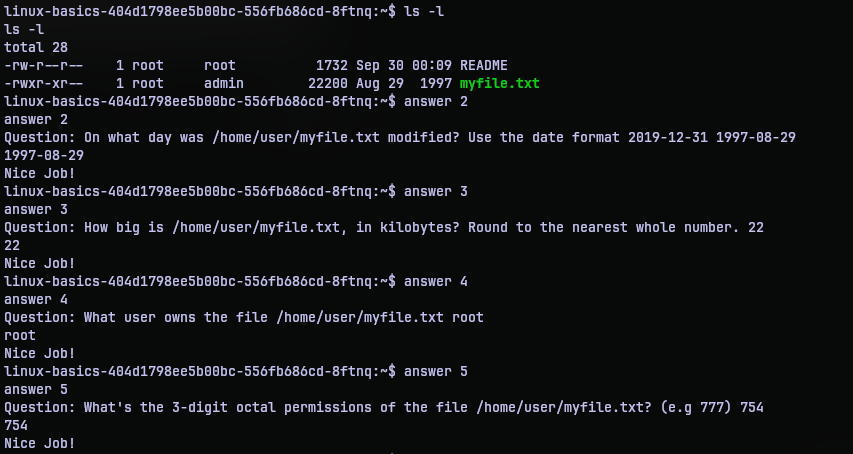 linux-basics-404d1798ee5b00bc-556fb686cd-8ftnq:~$ ls -l
ls -l
total 28
-rw-r--r--    1 root     root          1732 Sep 30 00:09 README
-rwxr-xr--    1 root     admin        22200 Aug 29  1997 myfile.txt
linux-basics-404d1798ee5b00bc-556fb686cd-8ftnq:~$ answer 2
answer 2
Question: On what day was /home/user/myfile.txt modified? Use the date format 2019-12-31 1997-08-29
1997-08-29
Nice Job!
linux-basics-404d1798ee5b00bc-556fb686cd-8ftnq:~$ answer 3
answer 3
Question: How big is /home/user/myfile.txt, in kilobytes? Round to the nearest whole number. 22
22
Nice Job!
linux-basics-404d1798ee5b00bc-556fb686cd-8ftnq:~$ answer 4
answer 4
Question: What user owns the file /home/user/myfile.txt root
root
Nice Job!
linux-basics-404d1798ee5b00bc-556fb686cd-8ftnq:~$ answer 5
answer 5
Question: What's the 3-digit octal permissions of the file /home/user/myfile.txt? (e.g 777) 754
754
Nice Job!